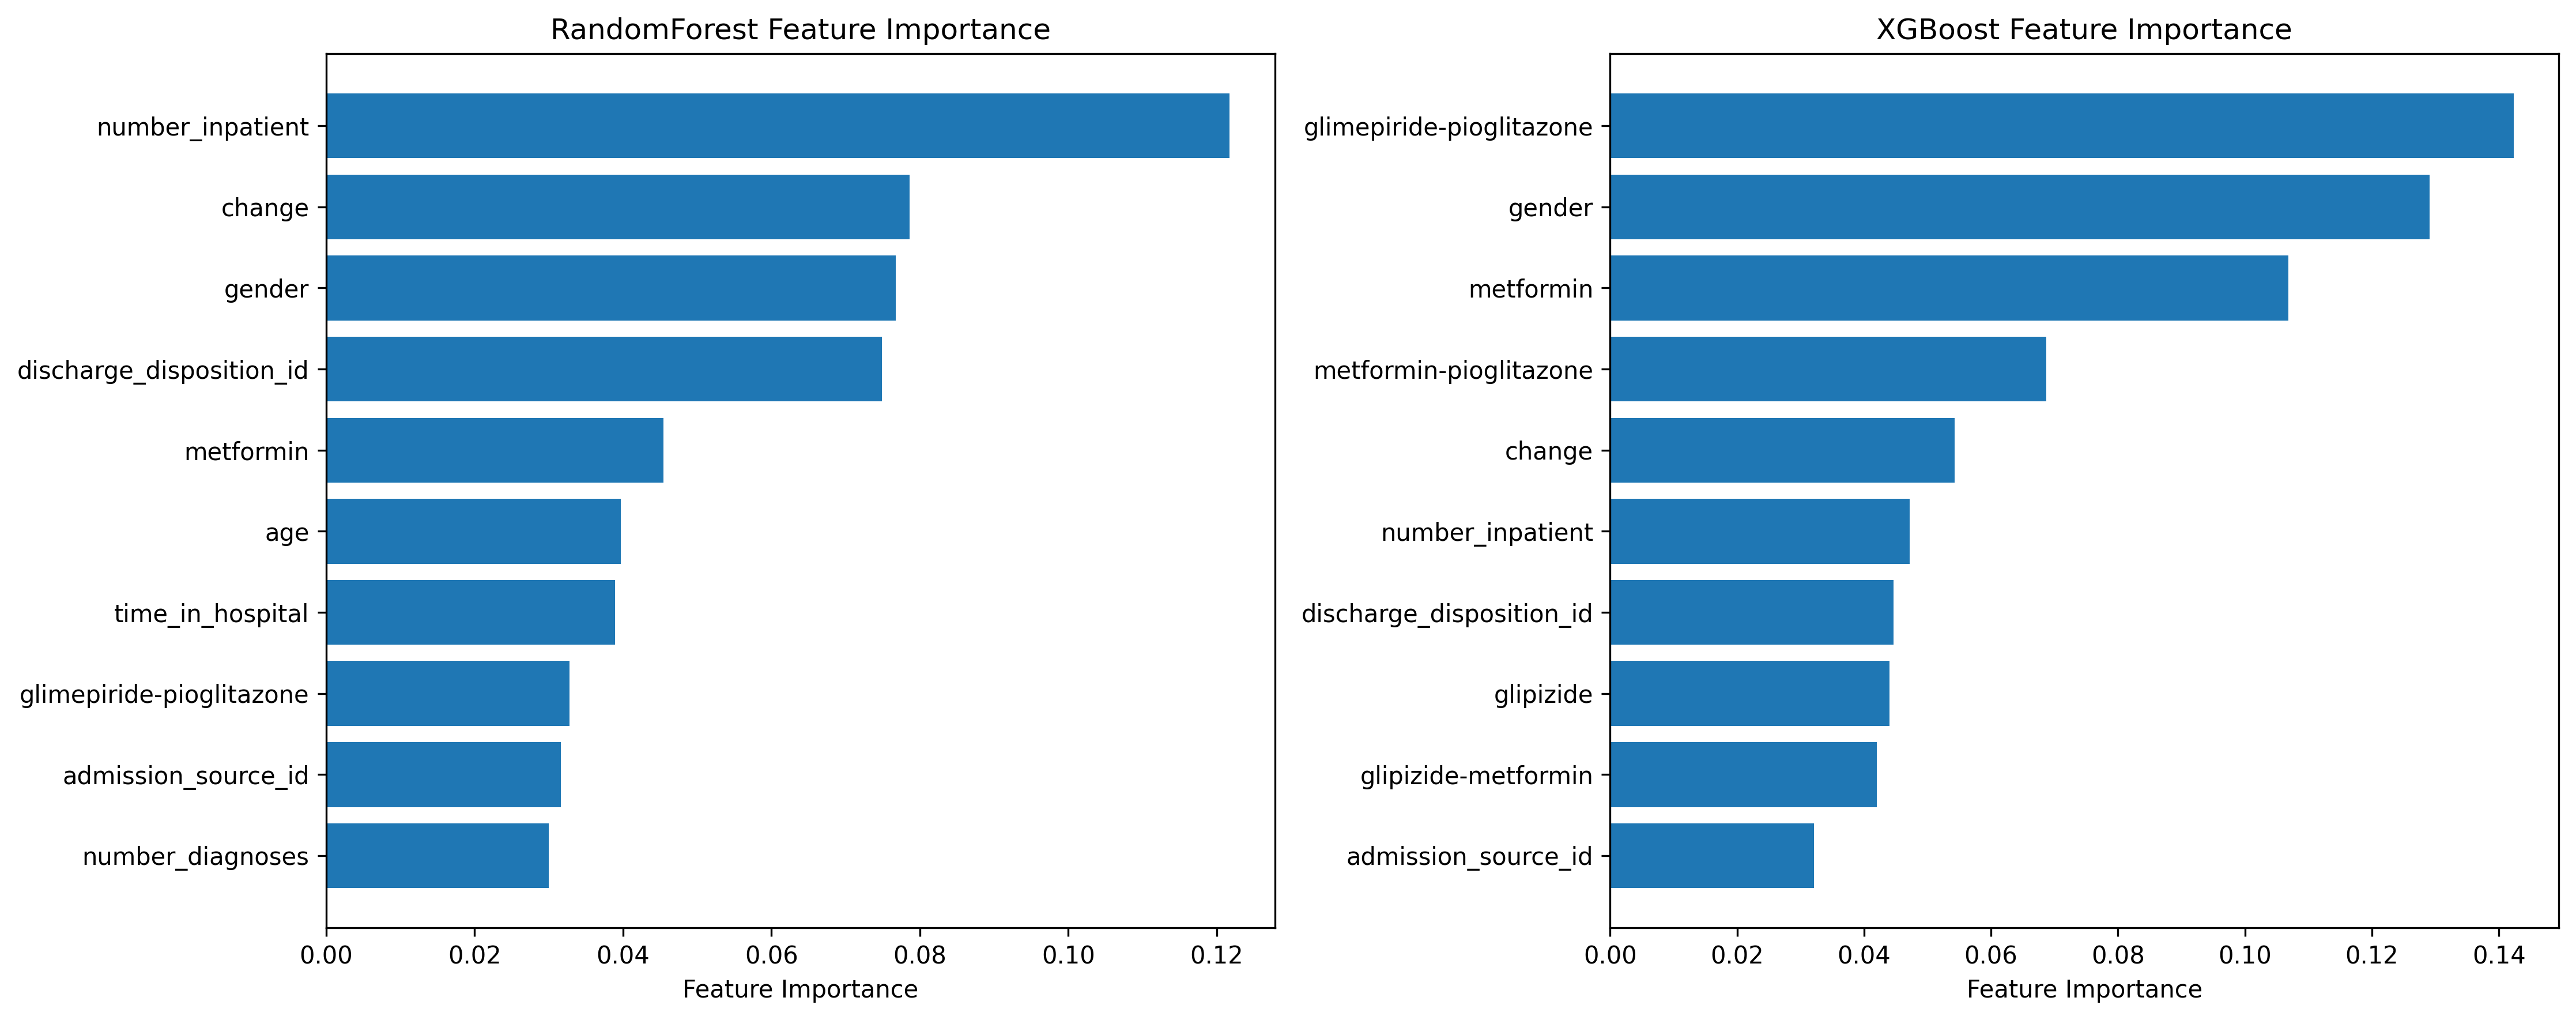 RandomForest Feature Importance
number_inpatient
change
gender
discharge_disposition_id
metformin
age
time_in_hospital
glimepiride-pioglitazone
admission_source_id
number_diagnoses
0.00 0.02 0.04 0.06 0.08 0.10 0.12
Feature Importance
XGBoost Feature Importance
glimepiride-pioglitazone
gender
metformin
metformin-pioglitazone
change
number_inpatient
discharge_disposition_id
glipizide
glipizide-metformin
admission_source_id
0.00 0.02 0.04 0.06 0.08 0.10 0.12 0.14
Feature Importance